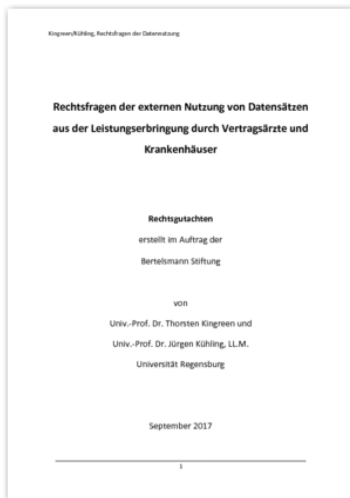 Kingreen/Kühling, Rechtsfragen der Datennutzung
Rechtsfragen der externen Nutzung von Datensätzen
aus der Leistungserbringung durch Vertragsärzte und
Krankenhäuser
Rechtsgutachten
erstellt im Auftrag der
Bertelsmann Stiftung
von
Univ.-Prof. Dr. Thorsten Kingreen und
Univ.-Prof. Dr. Jürgen Kühling, LL.M.
Universität Regensburg
September 2017
1